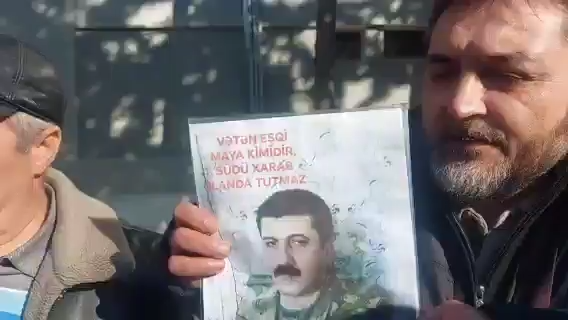 VƏTƏN EŞQİ
MAYA KİMİDİR,
SÜDÜ XARAB
OLANDA TUTMAZ